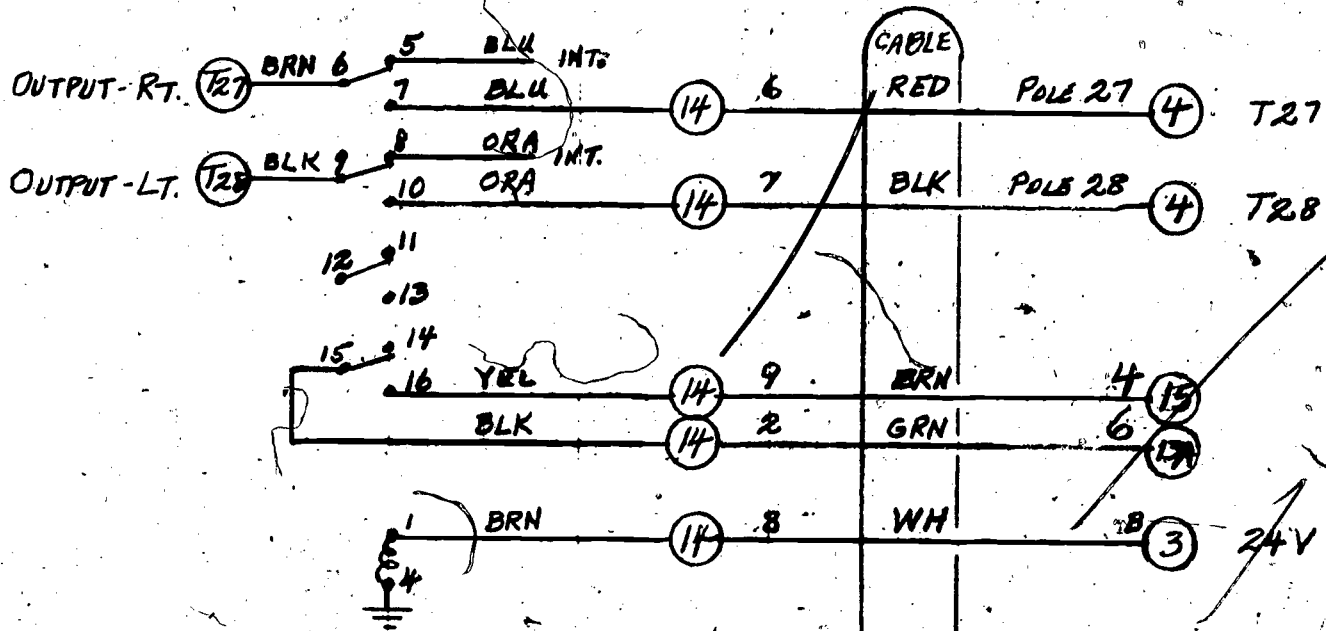 CABLE
5 BLU INT.
OUTPUT-RT. T27 BRN 6
7 BLU 14 6 RED POLE 27 4 T27
8 ORA INT.
OUTPUT-LT. T28 BLK 9
10 ORA 14 7 BLK POLE 28 4 T28
11
12
13
14
15
16 YEL 14 9 BRN 4 15
BLK 14 2 GRN 6 15A
1 BRN 14 8 WH B 3 24V
4